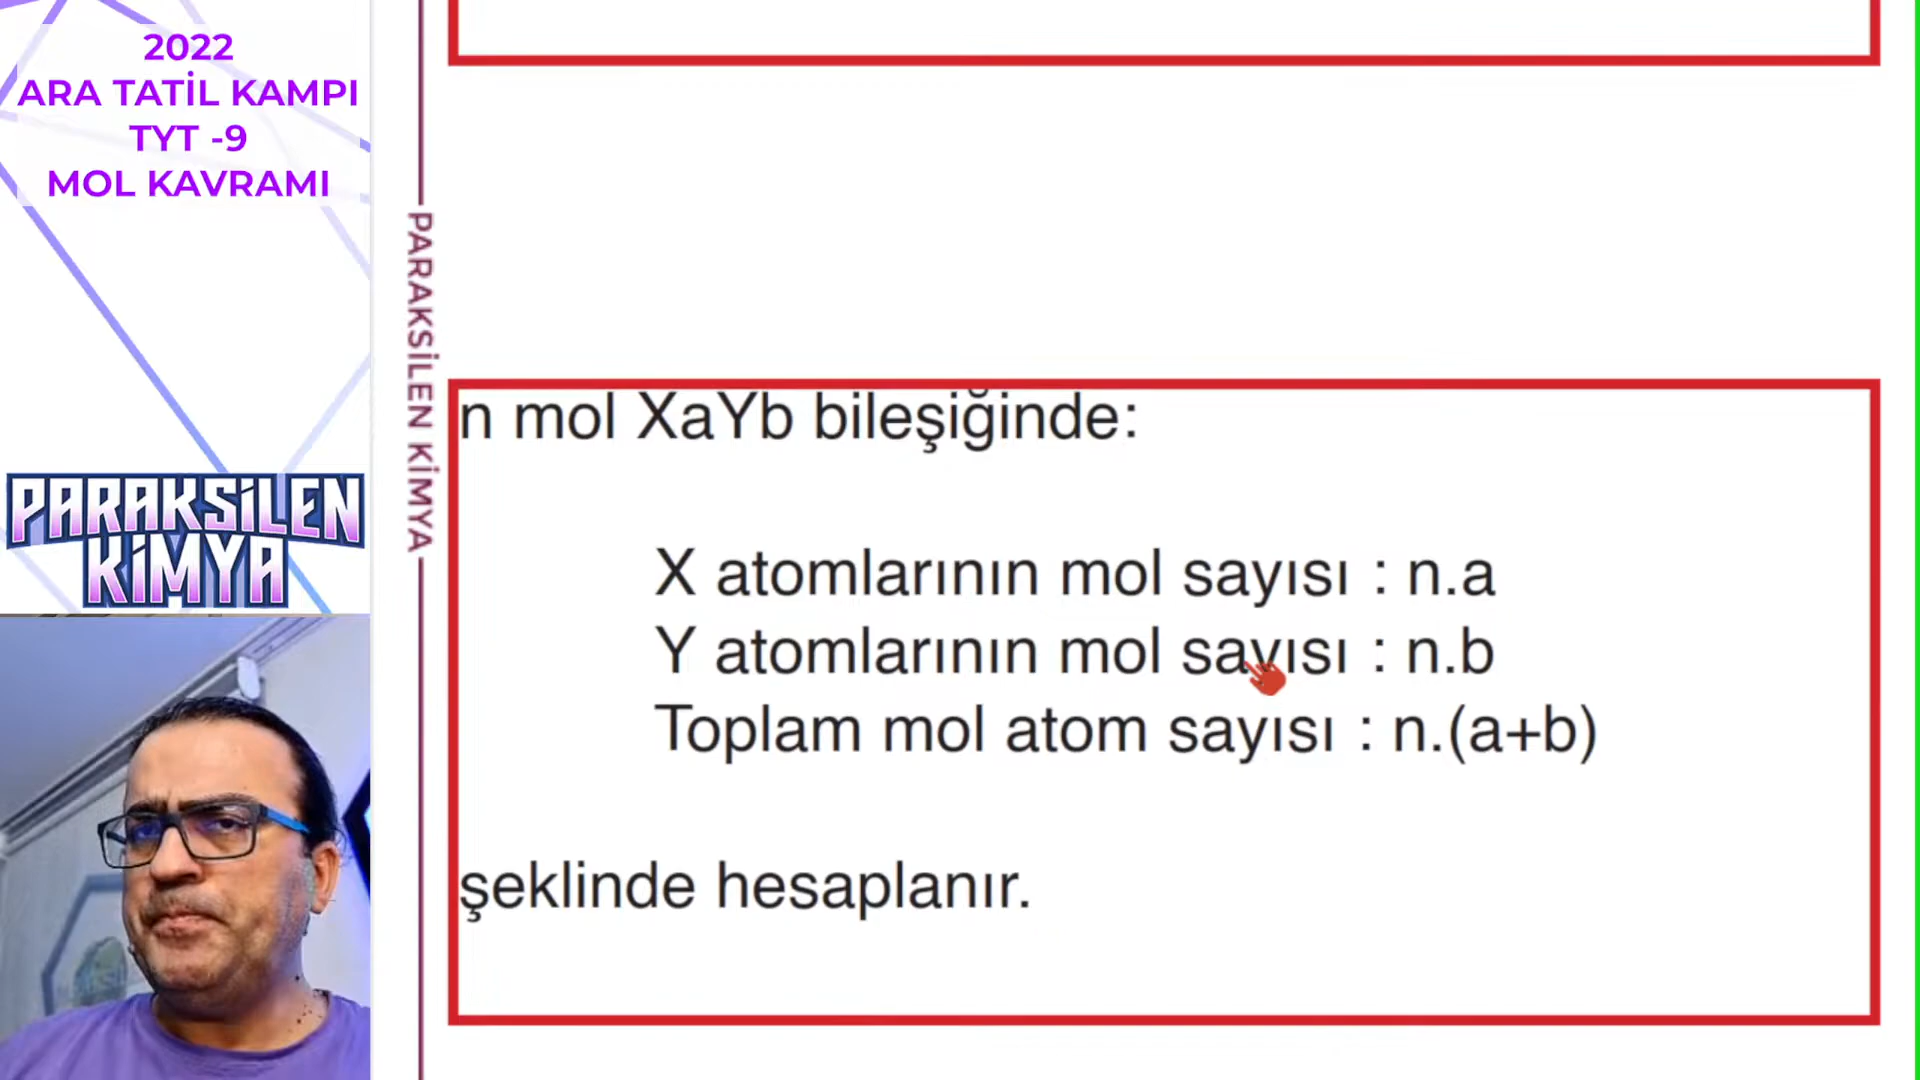 2022
ARA TATİL KAMPI
TYT -9
MOL KAVRAMI
PARAKSİLEN
KİMYA
PARAKSİLEN KİMYA
n mol XaYb bileşiğinde:
X atomlarının mol sayısı : n.a
Y atomlarının mol sayısı : n.b
Toplam mol atom sayısı : n.(a+b)
şeklinde hesaplanır.